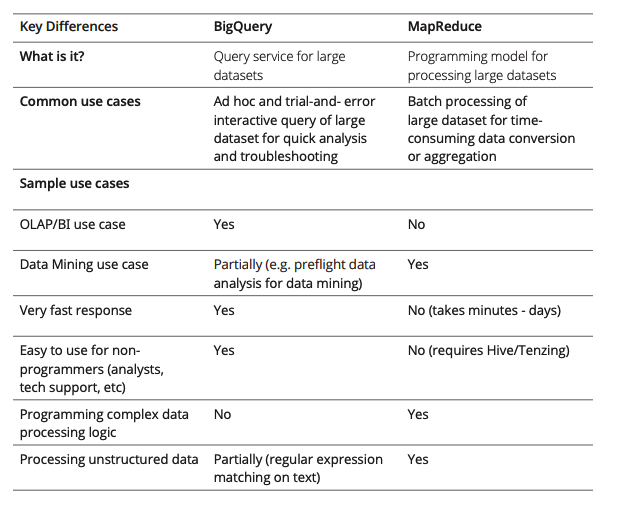 Key Differences BigQuery MapReduce
What is it? Query service for large Programming model for
datasets processing large datasets
Common use cases Ad hoc and trial-and- error Batch processing of
interactive query of large large dataset for time-
dataset for quick analysis consuming data conversion
and troubleshooting or aggregation
Sample use cases
OLAP/BI use case Yes No
Data Mining use case Partially (e.g. preflight data Yes
analysis for data mining)
Very fast response Yes No (takes minutes - days)
Easy to use for non- Yes No (requires Hive/Tenzing)
programmers (analysts,
tech support, etc)
Programming complex data No Yes
processing logic
Processing unstructured data Partially (regular expression Yes
matching on text)